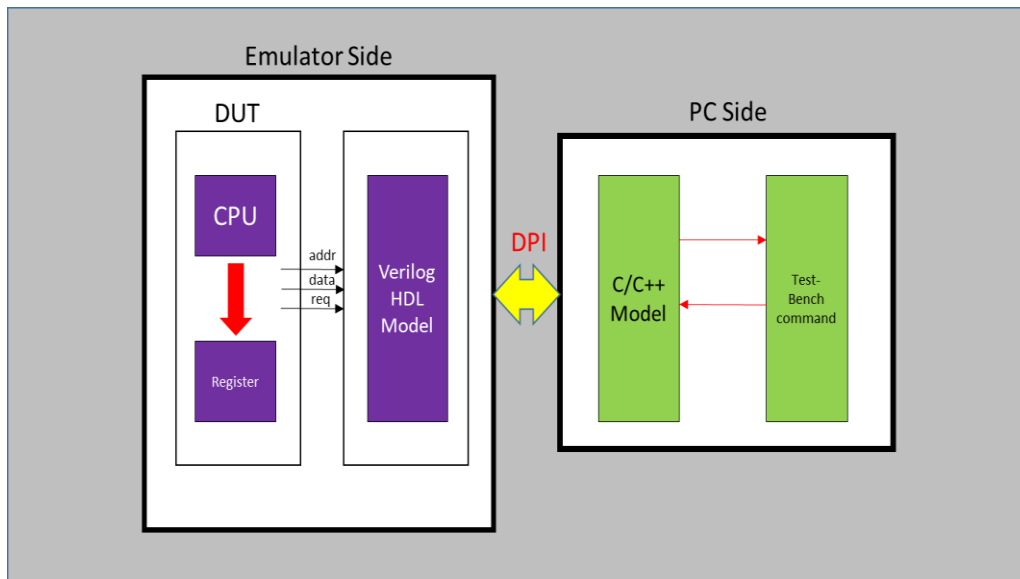 Emulator Side
DUT
CPU
Register
addr
data
req
Verilog
HDL
Model
DPI
PC Side
C/C++
Model
Test-
Bench
command